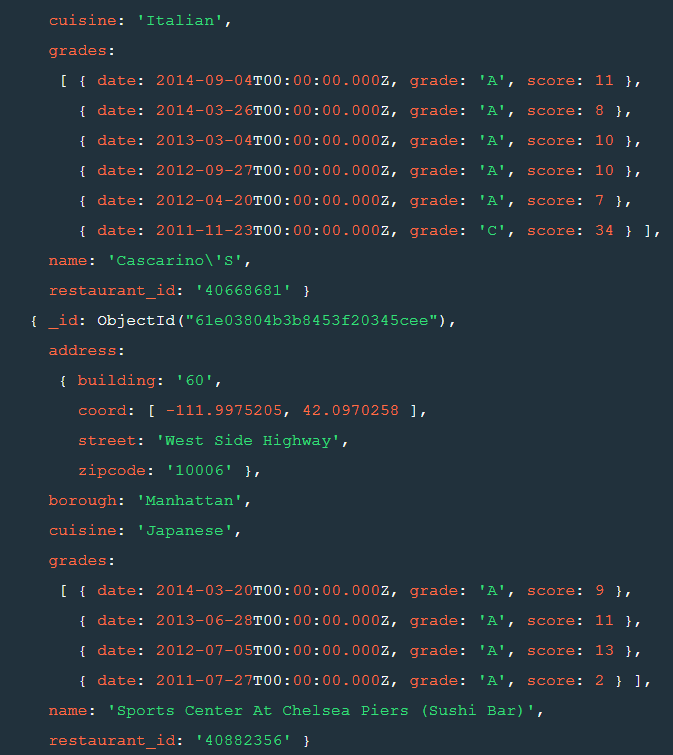 cuisine: 'Italian',
grades:
[ { date: 2014-09-04T00:00:00.000Z, grade: 'A', score: 11 },
{ date: 2014-03-26T00:00:00.000Z, grade: 'A', score: 8 },
{ date: 2013-03-04T00:00:00.000Z, grade: 'A', score: 10 },
{ date: 2012-09-27T00:00:00.000Z, grade: 'A', score: 10 },
{ date: 2012-04-20T00:00:00.000Z, grade: 'A', score: 7 },
{ date: 2011-11-23T00:00:00.000Z, grade: 'C', score: 34 } ],
name: 'Cascarino\'S',
restaurant_id: '40668681' }
{ _id: ObjectId("61e03804b3b8453f20345cee"),
address:
{ building: '60',
coord: [ -111.9975205, 42.0970258 ],
street: 'West Side Highway',
zipcode: '10006' },
borough: 'Manhattan',
cuisine: 'Japanese',
grades:
[ { date: 2014-03-20T00:00:00.000Z, grade: 'A', score: 9 },
{ date: 2013-06-28T00:00:00.000Z, grade: 'A', score: 11 },
{ date: 2012-07-05T00:00:00.000Z, grade: 'A', score: 13 },
{ date: 2011-07-27T00:00:00.000Z, grade: 'A', score: 2 } ],
name: 'Sports Center At Chelsea Piers (Sushi Bar)',
restaurant_id: '40882356' }